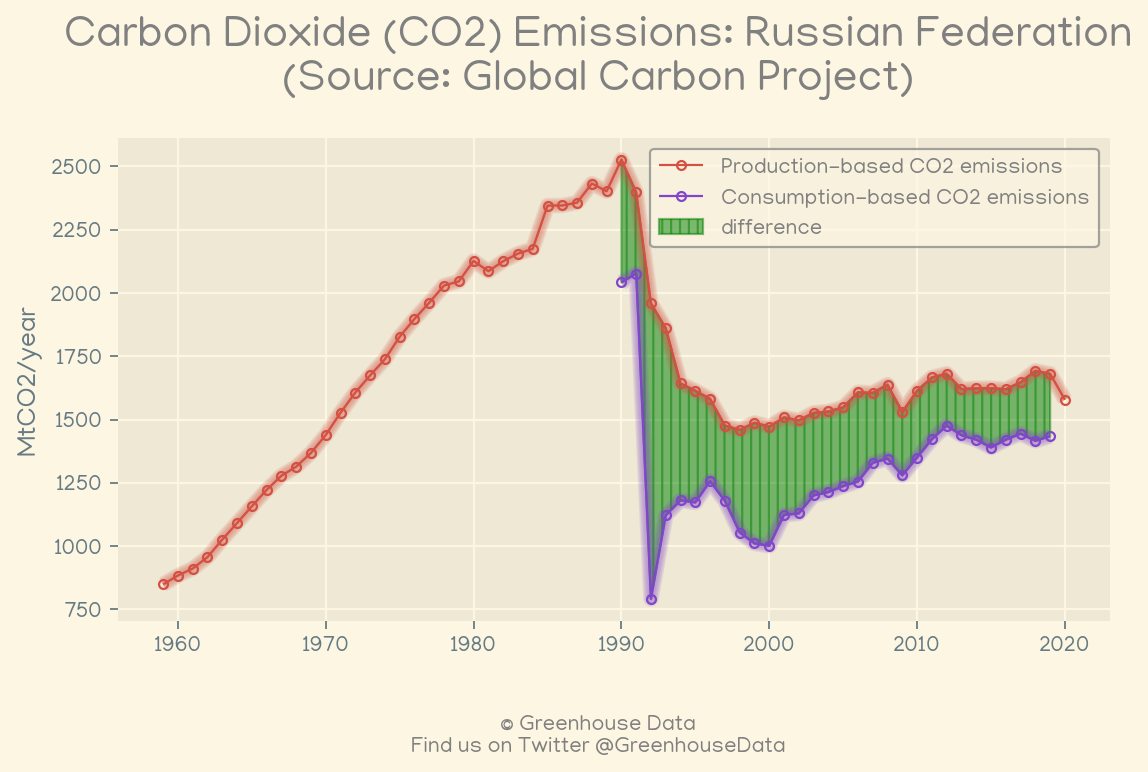 Carbon Dioxide (CO2) Emissions: Russian Federation
(Source: Global Carbon Project)
Production-based CO2 emissions
Consumption-based CO2 emissions
difference
MtCO2/year
2500
2250
2000
1750
1500
1250
1000
750
1960 1970 1980 1990 2000 2010 2020
© Greenhouse Data
Find us on Twitter @GreenhouseData